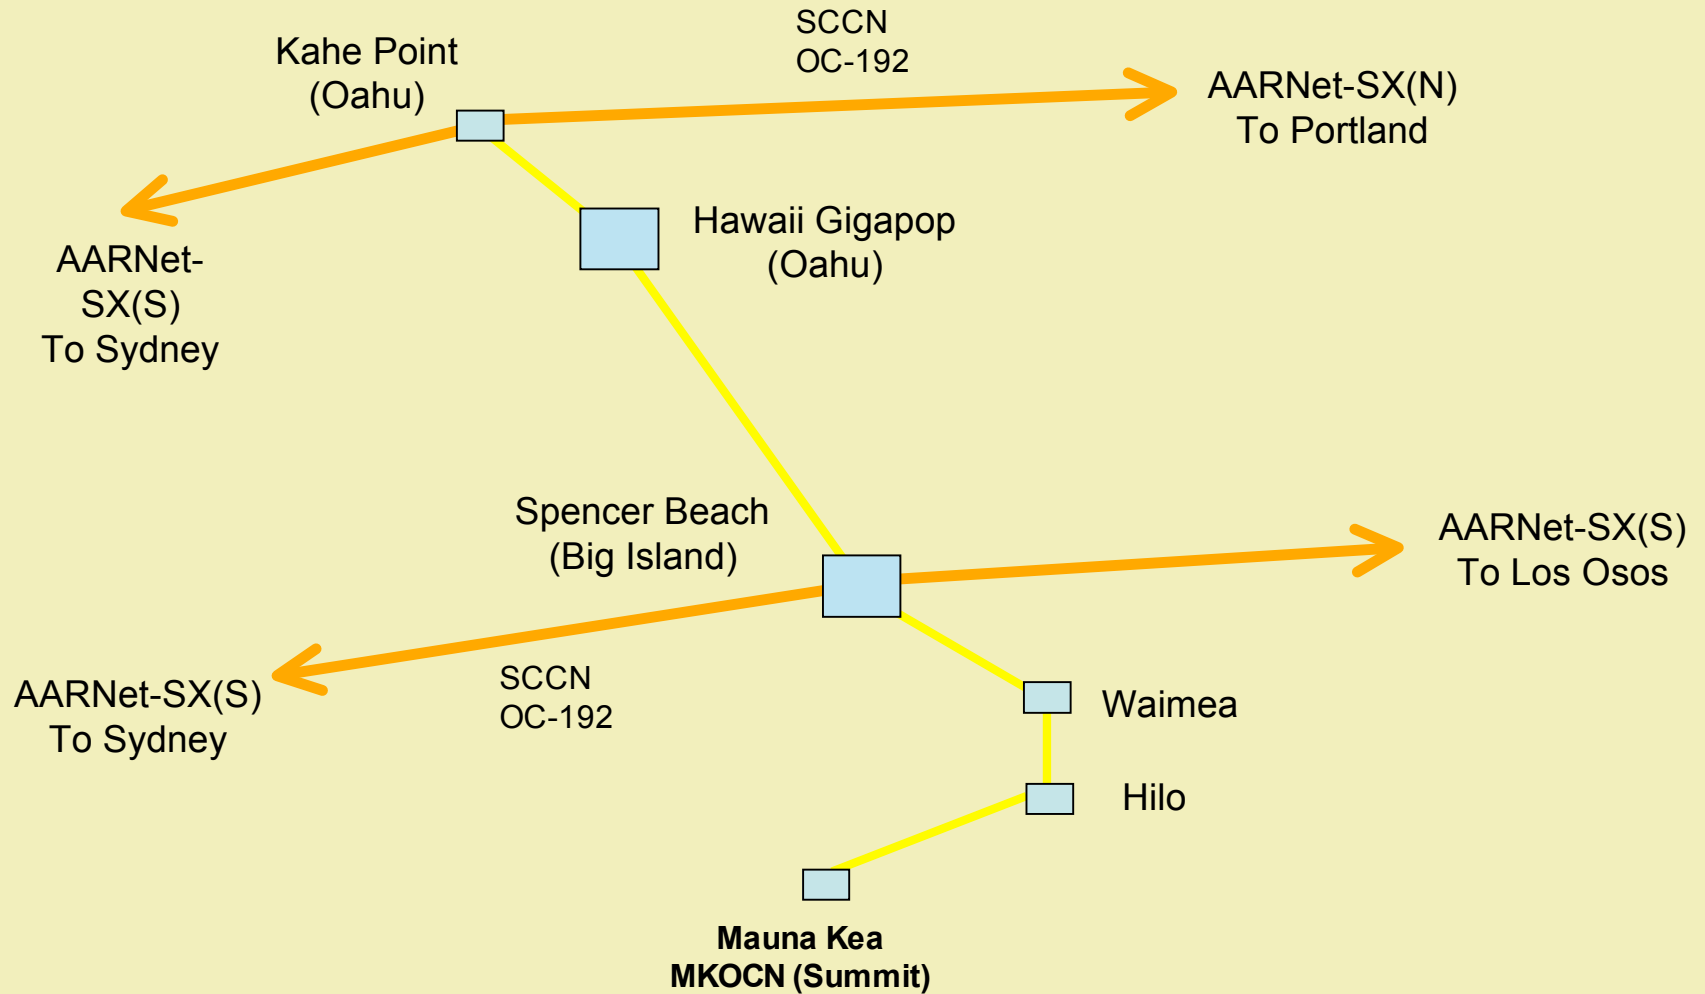 SCCN
OC-192
Kahe Point
(Oahu)
AARNet-SX(N)
To Portland
Hawaii Gigapop
(Oahu)
AARNet-
SX(S)
To Sydney
Spencer Beach
(Big Island)
AARNet-SX(S)
To Los Osos
SCCN
OC-192
AARNet-SX(S)
To Sydney
Waimea
Hilo
Mauna Kea
MKOCN (Summit)